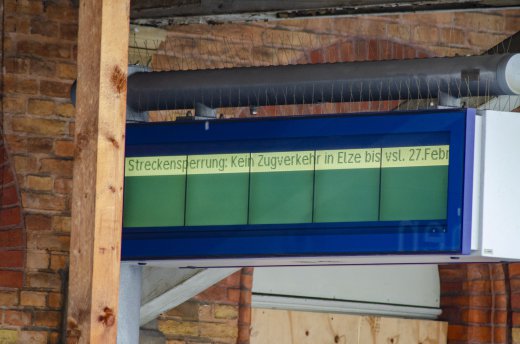 Streckensperrung: Kein Zugverkehr in Elze bis vsl. 27.Febr